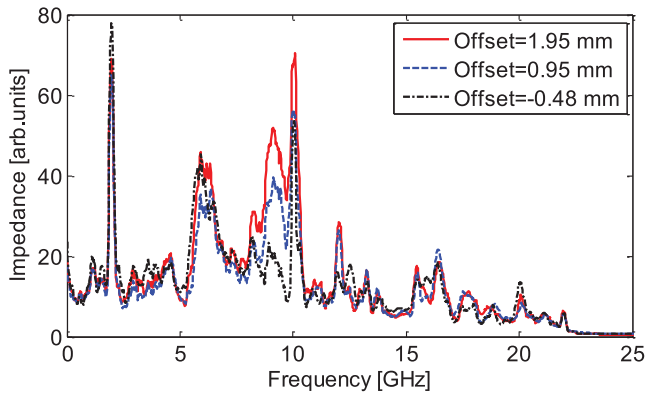 80
60
40
20
0
Impedance [arb.units]
Offset=1.95 mm
Offset=0.95 mm
Offset=-0.48 mm
0 5 10 15 20 25
Frequency [GHz]